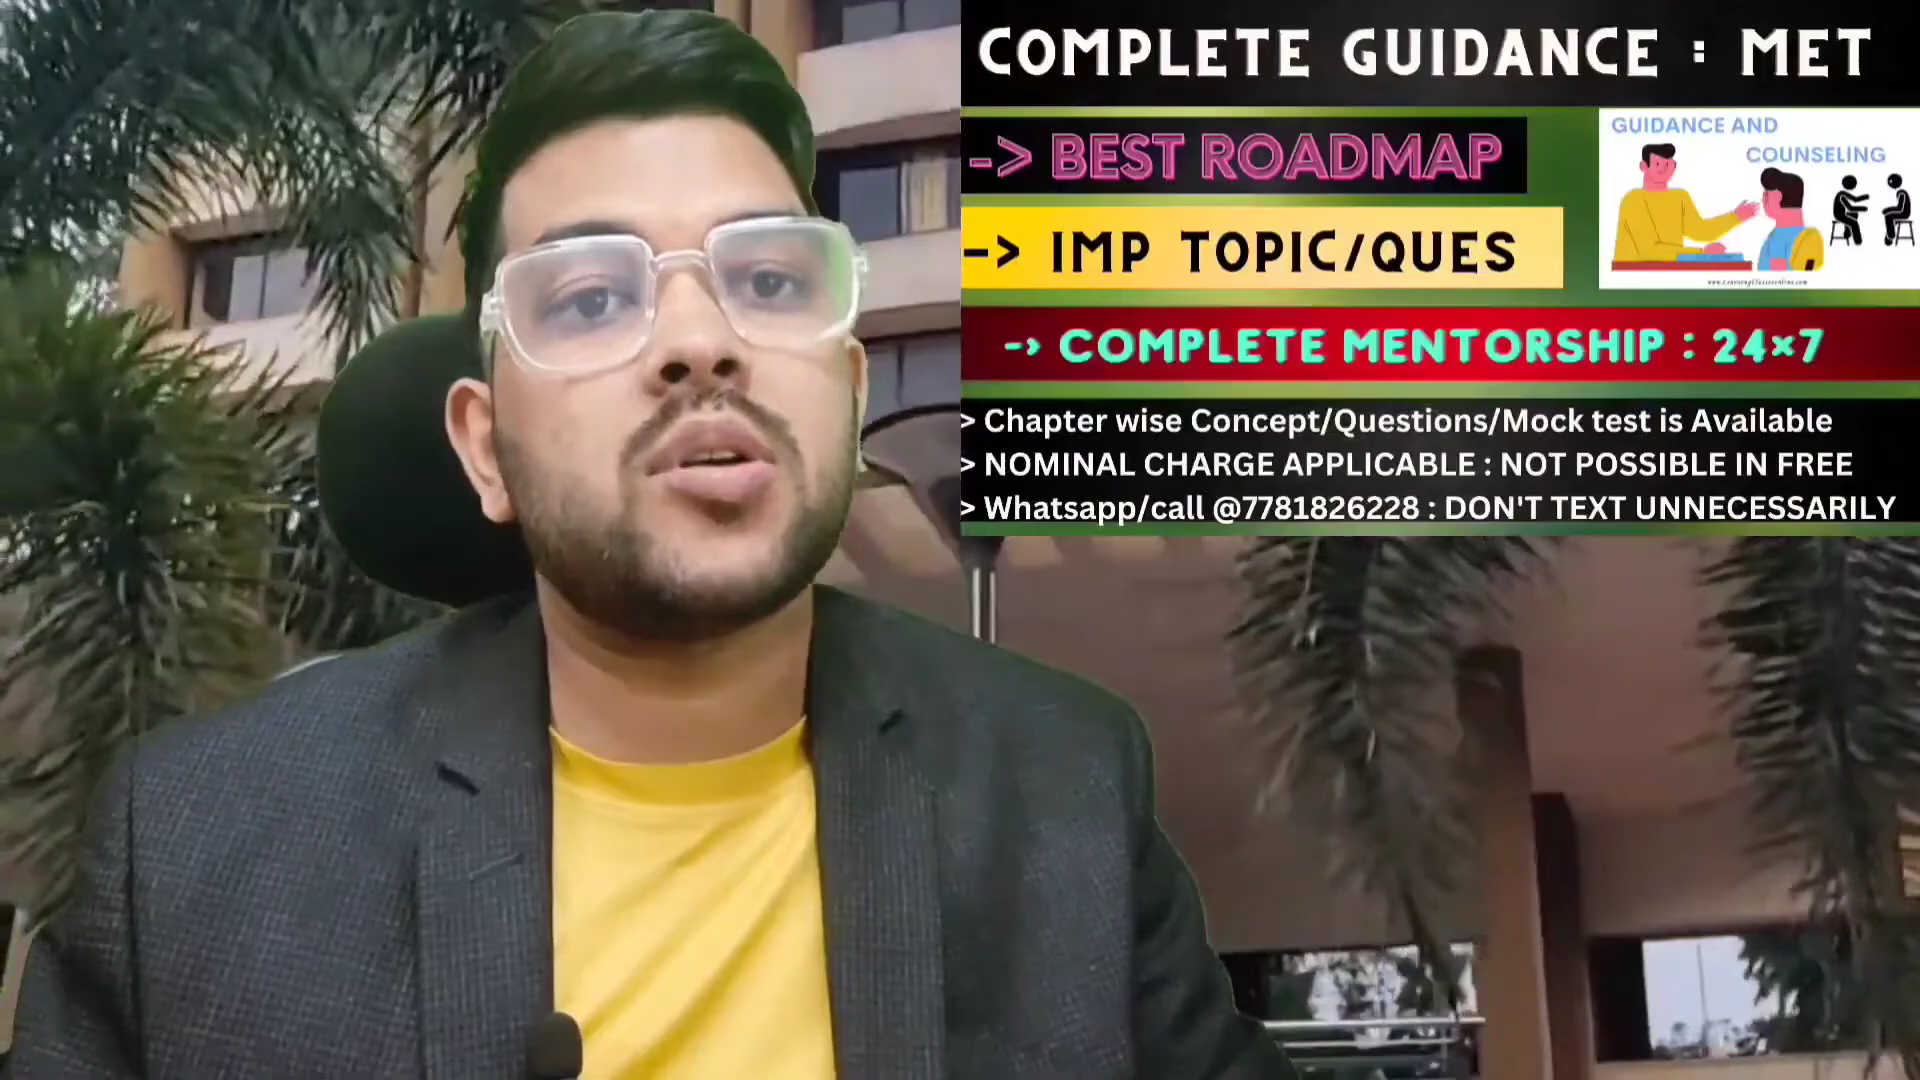 COMPLETE GUIDANCE : MET
-> BEST ROADMAP
GUIDANCE AND
COUNSELING
-> IMP TOPIC/QUES
-> COMPLETE MENTORSHIP : 24×7
> Chapter wise Concept/Questions/Mock test is Available
> NOMINAL CHARGE APPLICABLE : NOT POSSIBLE IN FREE
> Whatsapp/call @7781826228 : DON'T TEXT UNNECESSARILY